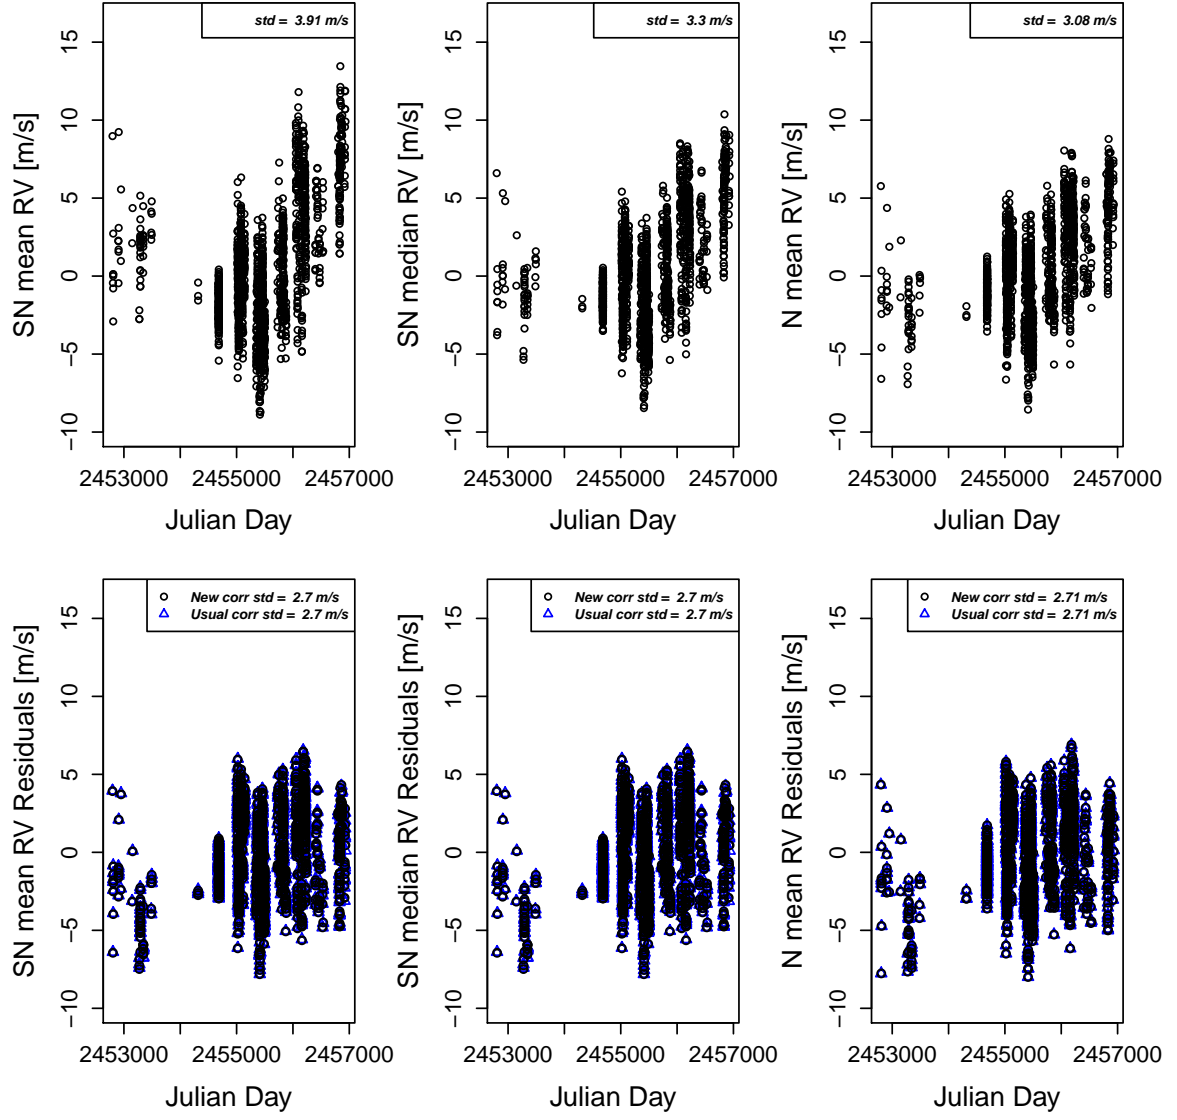 std = 3.91 m/s
SN mean RV [m/s]
15
10
5
0
−5
−10
2453000 2455000 2457000
Julian Day
std = 3.3 m/s
SN median RV [m/s]
15
10
5
0
−5
−10
2453000 2455000 2457000
Julian Day
std = 3.08 m/s
N mean RV [m/s]
15
10
5
0
−5
−10
2453000 2455000 2457000
Julian Day
New corr std = 2.7 m/s
Usual corr std = 2.7 m/s
SN mean RV Residuals [m/s]
15
10
5
0
−5
−10
2453000 2455000 2457000
Julian Day
New corr std = 2.7 m/s
Usual corr std = 2.7 m/s
SN median RV Residuals [m/s]
15
10
5
0
−5
−10
2453000 2455000 2457000
Julian Day
New corr std = 2.71 m/s
Usual corr std = 2.71 m/s
N mean RV Residuals [m/s]
15
10
5
0
−5
−10
2453000 2455000 2457000
Julian Day